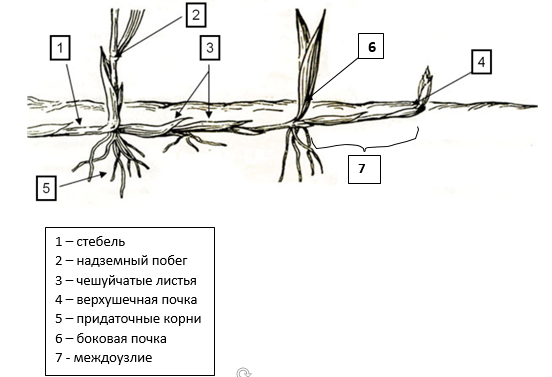 1
2
3
6
4
7
5
1 – стебель
2 – надземный побег
3 – чешуйчатые листья
4 – верхушечная почка
5 – придаточные корни
6 – боковая почка
7 - междоузлие